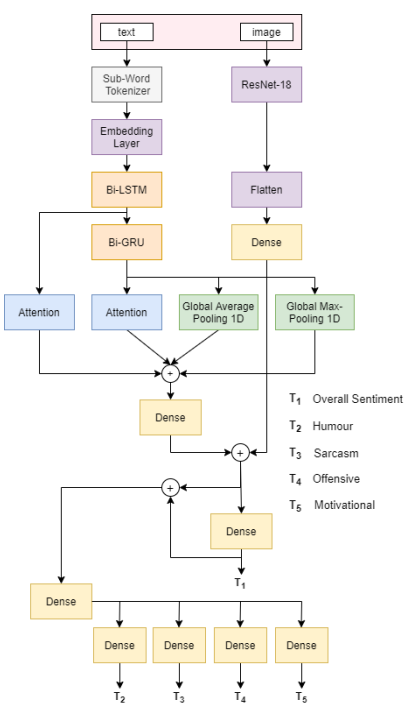 text
image
Sub-Word
Tokenizer
ResNet-18
Embedding
Layer
Bi-LSTM
Flatten
Bi-GRU
Dense
Attention
Attention
Global Average
Pooling 1D
Global Max-
Pooling 1D
+
Dense
T1 Overall Sentiment
T2 Humour
T3 Sarcasm
T4 Offensive
T5 Motivational
+
+
Dense
T1
Dense
Dense
Dense
Dense
Dense
T2
T3
T4
T5